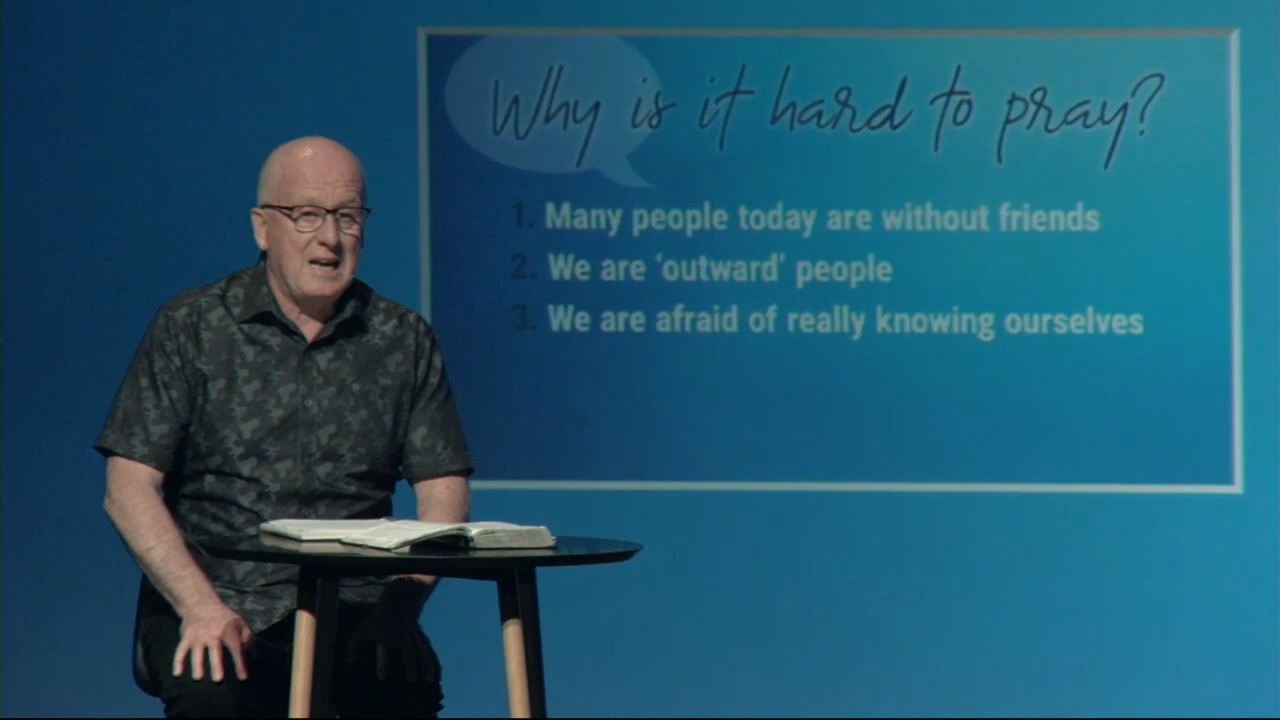 Why is it hard to pray?
1. Many people today are without friends
2. We are 'outward' people
3. We are afraid of really knowing ourselves